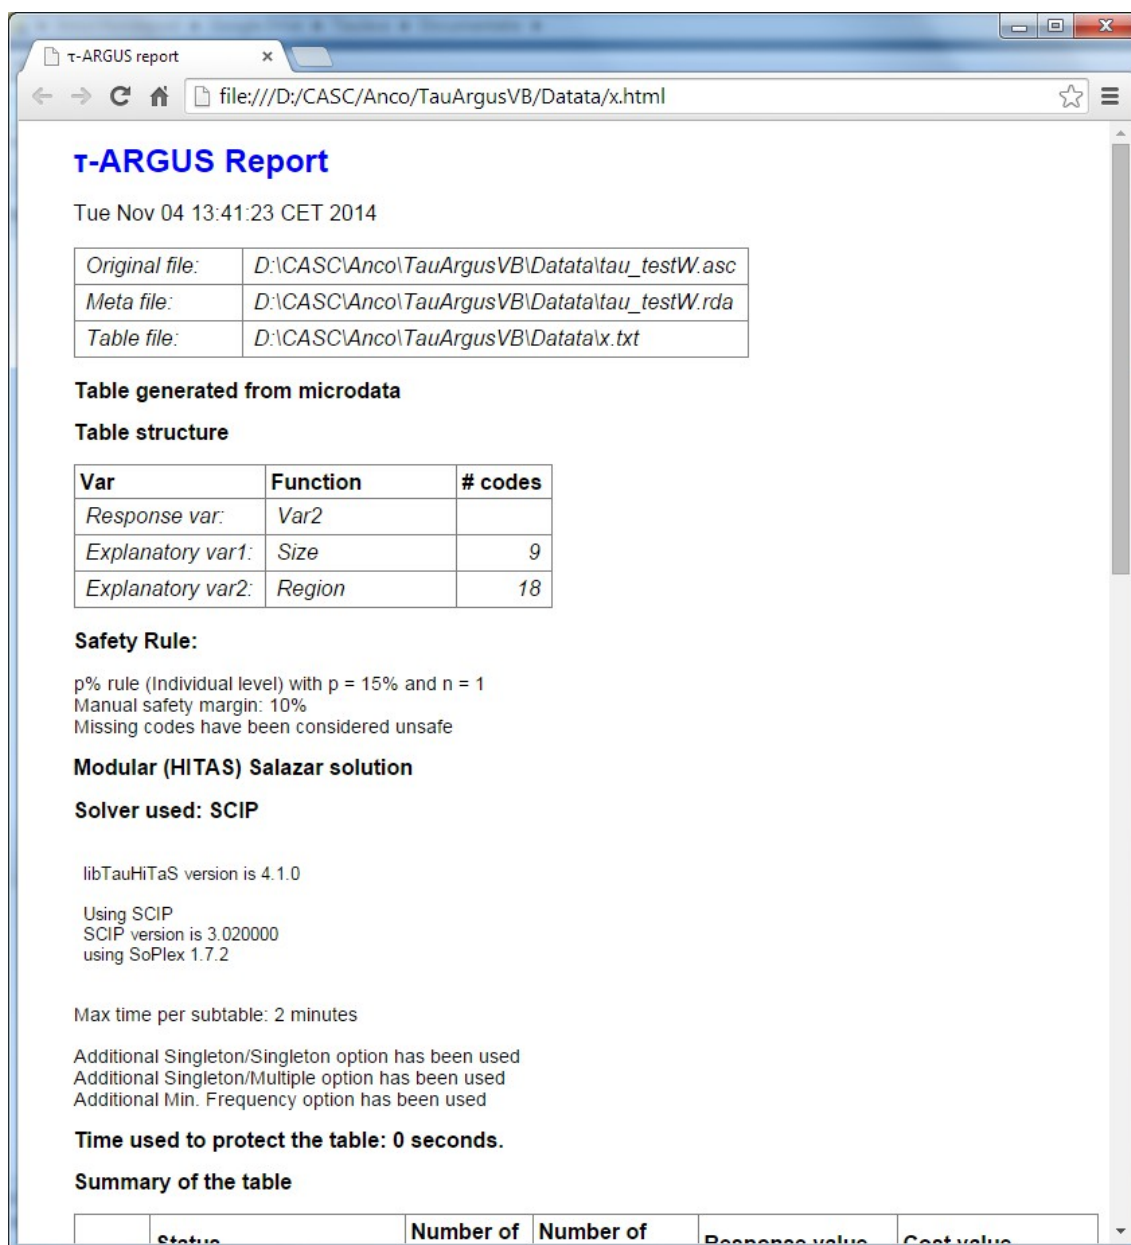 τ-ARGUS report
file:///D:/CASC/Anco/TauArgusVB/Datata/x.html
τ-ARGUS Report
Tue Nov 04 13:41:23 CET 2014
Original file: D:\CASC\Anco\TauArgusVB\Datata\tau_testW.asc
Meta file: D:\CASC\Anco\TauArgusVB\Datata\tau_testW.rda
Table file: D:\CASC\Anco\TauArgusVB\Datata\x.txt
Table generated from microdata
Table structure
Var Function # codes
Response var: Var2
Explanatory var1: Size 9
Explanatory var2: Region 18
Safety Rule:
p% rule (Individual level) with p = 15% and n = 1
Manual safety margin: 10%
Missing codes have been considered unsafe
Modular (HITAS) Salazar solution
Solver used: SCIP
libTauHiTaS version is 4.1.0
Using SCIP
SCIP version is 3.020000
using SoPlex 1.7.2
Max time per subtable: 2 minutes
Additional Singleton/Singleton option has been used
Additional Singleton/Multiple option has been used
Additional Min. Frequency option has been used
Time used to protect the table: 0 seconds.
Summary of the table
Status Number of Number of Response value Cost value